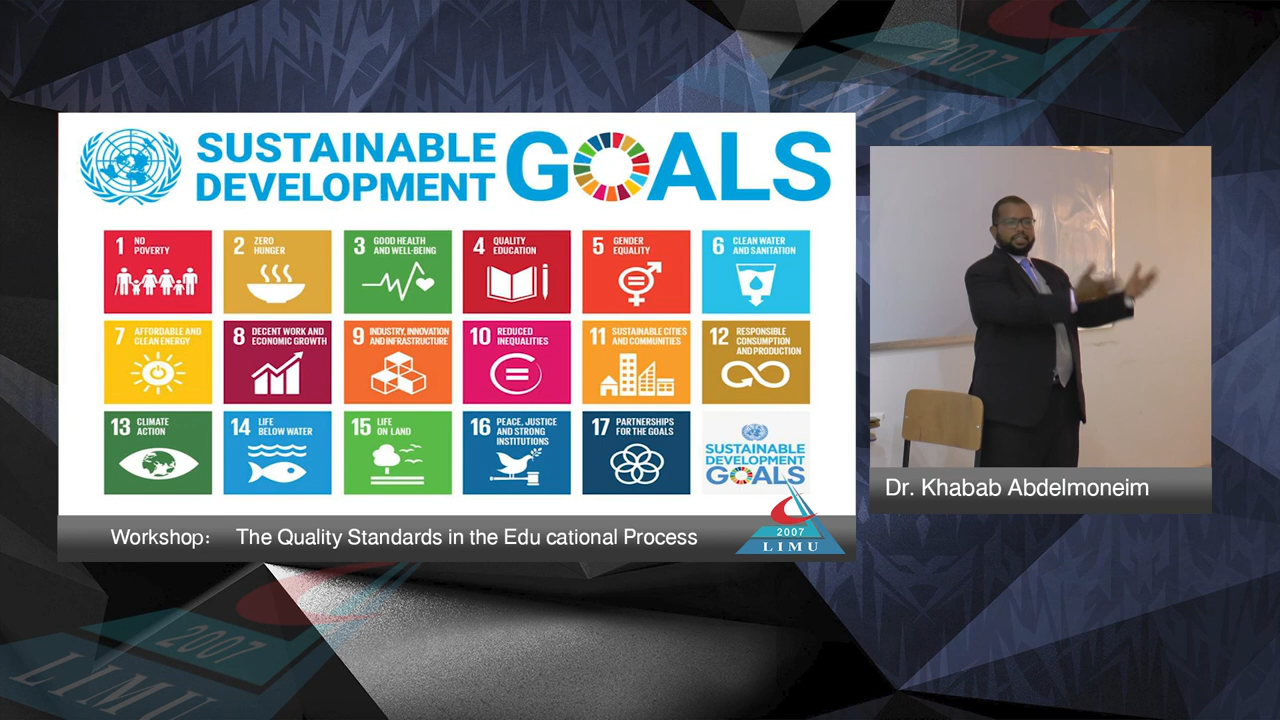 SUSTAINABLE
DEVELOPMENT
GOALS
1 NO
POVERTY
2 ZERO
HUNGER
3 GOOD HEALTH
AND WELL-BEING
4 QUALITY
EDUCATION
5 GENDER
EQUALITY
6 CLEAN WATER
AND SANITATION
7 AFFORDABLE AND
CLEAN ENERGY
8 DECENT WORK AND
ECONOMIC GROWTH
9 INDUSTRY, INNOVATION
AND INFRASTRUCTURE
10 REDUCED
INEQUALITIES
11 SUSTAINABLE CITIES
AND COMMUNITIES
12 RESPONSIBLE
CONSUMPTION
AND PRODUCTION
13 CLIMATE
ACTION
14 LIFE
BELOW WATER
15 LIFE
ON LAND
16 PEACE, JUSTICE
AND STRONG
INSTITUTIONS
17 PARTNERSHIPS
FOR THE GOALS
SUSTAINABLE
DEVELOPMENT
GOALS
Workshop: The Quality Standards in the Edu cational Process
2007
LIMU
Dr. Khabab Abdelmoneim
2007
LIMU
2007
LIMU